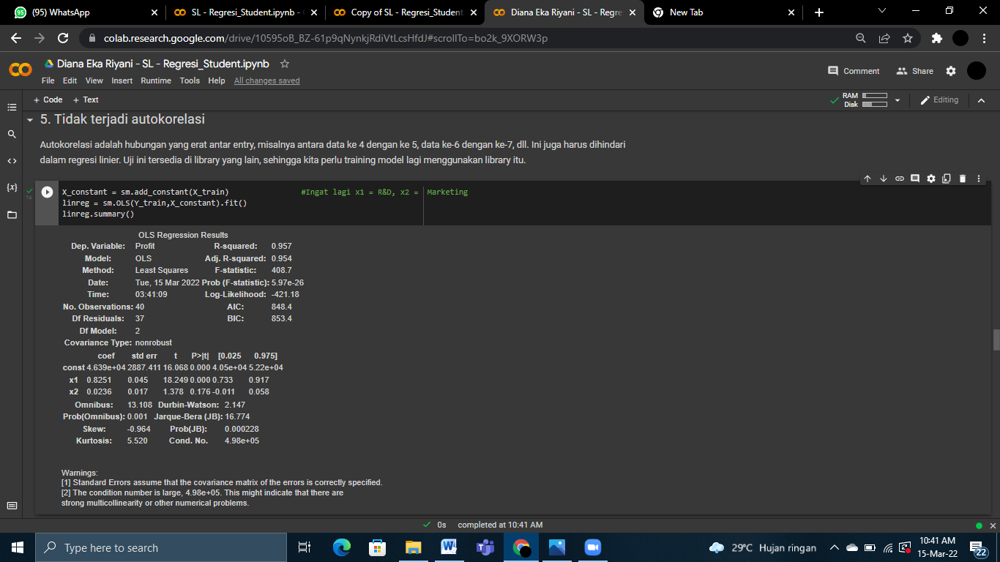 95 (95) WhatsApp
SL - Regresi_Student.ipynb -
Copy of SL - Regresi_Student
Diana Eka Riyani - SL - Regre
New Tab
colab.research.google.com/drive/10595oB_BZ-61p9qNynkjRdiVtLcsHfdJ#scrollTo=bo2k_9XORW3p
Diana Eka Riyani - SL - Regresi_Student.ipynb
Comment Share
File Edit View Insert Runtime Tools Help All changes saved
+ Code + Text
RAM
Disk
Editing
5. Tidak terjadi autokorelasi
Autokorelasi adalah hubungan yang erat antar entry, misalnya antara data ke 4 dengan ke 5, data ke-6 dengan ke-7, dll. Ini juga harus dihindari
dalam regresi linier. Uji ini tersedia di library yang lain, sehingga kita perlu training model lagi menggunakan library itu.
X_constant = sm.add_constant(X_train) #Ingat lagi x1 = R&D, x2 = Marketing
linreg = sm.OLS(Y_train,X_constant).fit()
linreg.summary()
1s
OLS Regression Results
Dep. Variable: Profit R-squared: 0.957
Model: OLS Adj. R-squared: 0.954
Method: Least Squares F-statistic: 408.7
Date: Tue, 15 Mar 2022 Prob (F-statistic): 5.97e-26
Time: 03:41:09 Log-Likelihood: -421.18
No. Observations: 40 AIC: 848.4
Df Residuals: 37 BIC: 853.4
Df Model: 2
Covariance Type: nonrobust
coef std err t P>|t| [0.025 0.975]
const 4.639e+04 2887.411 16.068 0.000 4.05e+04 5.22e+04
x1 0.8251 0.045 18.249 0.000 0.733 0.917
x2 0.0236 0.017 1.378 0.176 -0.011 0.058
Omnibus: 13.108 Durbin-Watson: 2.147
Prob(Omnibus): 0.001 Jarque-Bera (JB): 16.774
Skew: -0.964 Prob(JB): 0.000228
Kurtosis: 5.520 Cond. No. 4.98e+05
Warnings:
[1] Standard Errors assume that the covariance matrix of the errors is correctly specified.
[2] The condition number is large, 4.98e+05. This might indicate that there are
strong multicollinearity or other numerical problems.
0s completed at 10:41 AM
Type here to search
29°C Hujan ringan
10:41 AM
15-Mar-22
22